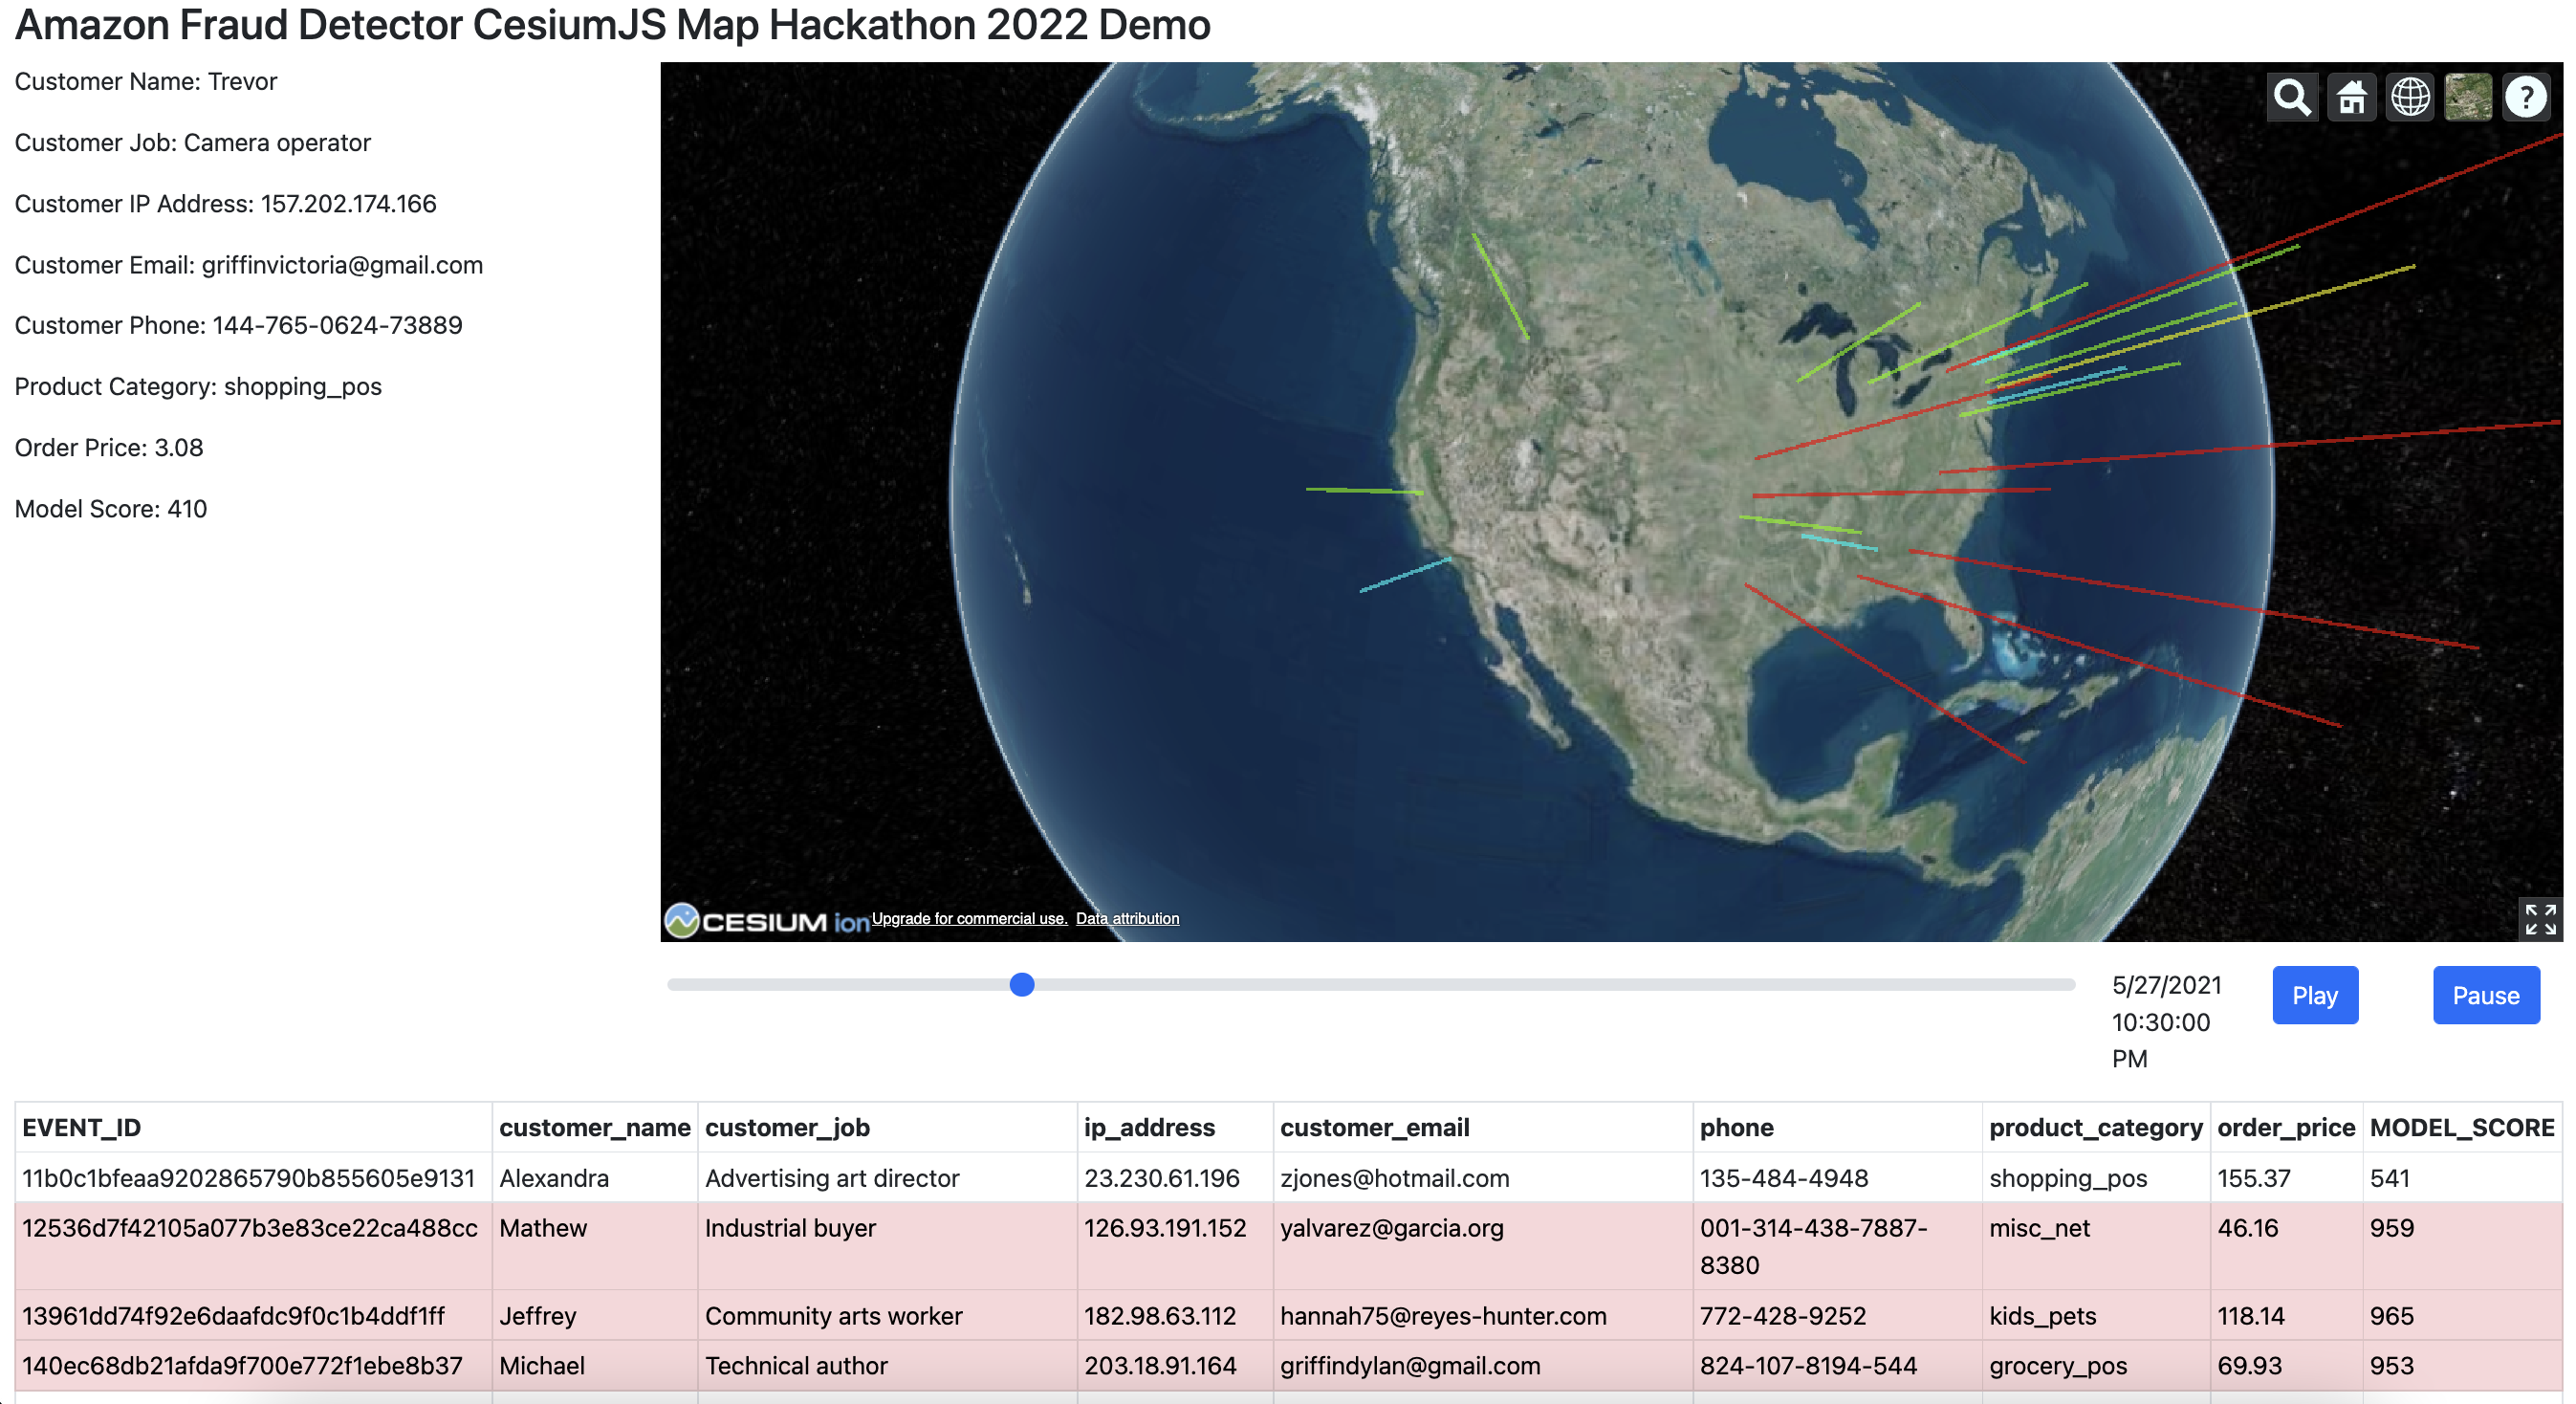 Amazon Fraud Detector CesiumJS Map Hackathon 2022 Demo
Customer Name: Trevor
Customer Job: Camera operator
Customer IP Address: 157.202.174.166
Customer Email: griffinvictoria@gmail.com
Customer Phone: 144-765-0624-73889
Product Category: shopping_pos
Order Price: 3.08
Model Score: 410
?
CESIUM ion Upgrade for commercial use. Data attribution
5/27/2021
10:30:00
PM
Play
Pause
EVENT_ID customer_name customer_job ip_address customer_email phone product_category order_price MODEL_SCORE
11b0c1bfeaa9202865790b855605e9131 Alexandra Advertising art director 23.230.61.196 zjones@hotmail.com 135-484-4948 shopping_pos 155.37 541
12536d7f42105a077b3e83ce22ca488cc Mathew Industrial buyer 126.93.191.152 yalvarez@garcia.org 001-314-438-7887- misc_net 46.16 959
8380
13961dd74f92e6daafdc9f0c1b4ddf1ff Jeffrey Community arts worker 182.98.63.112 hannah75@reyes-hunter.com 772-428-9252 kids_pets 118.14 965
140ec68db21afda9f700e772f1ebe8b37 Michael Technical author 203.18.91.164 griffindylan@gmail.com 824-107-8194-544 grocery_pos 69.93 953